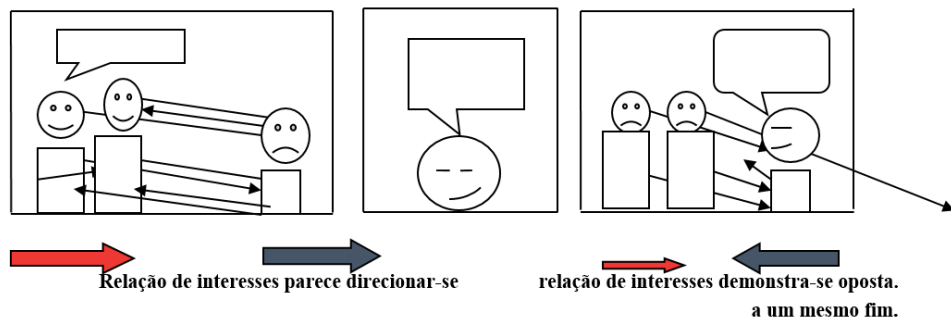 Relação de interesses parece direcionar-se
relação de interesses demonstra-se oposta.
a um mesmo fim.